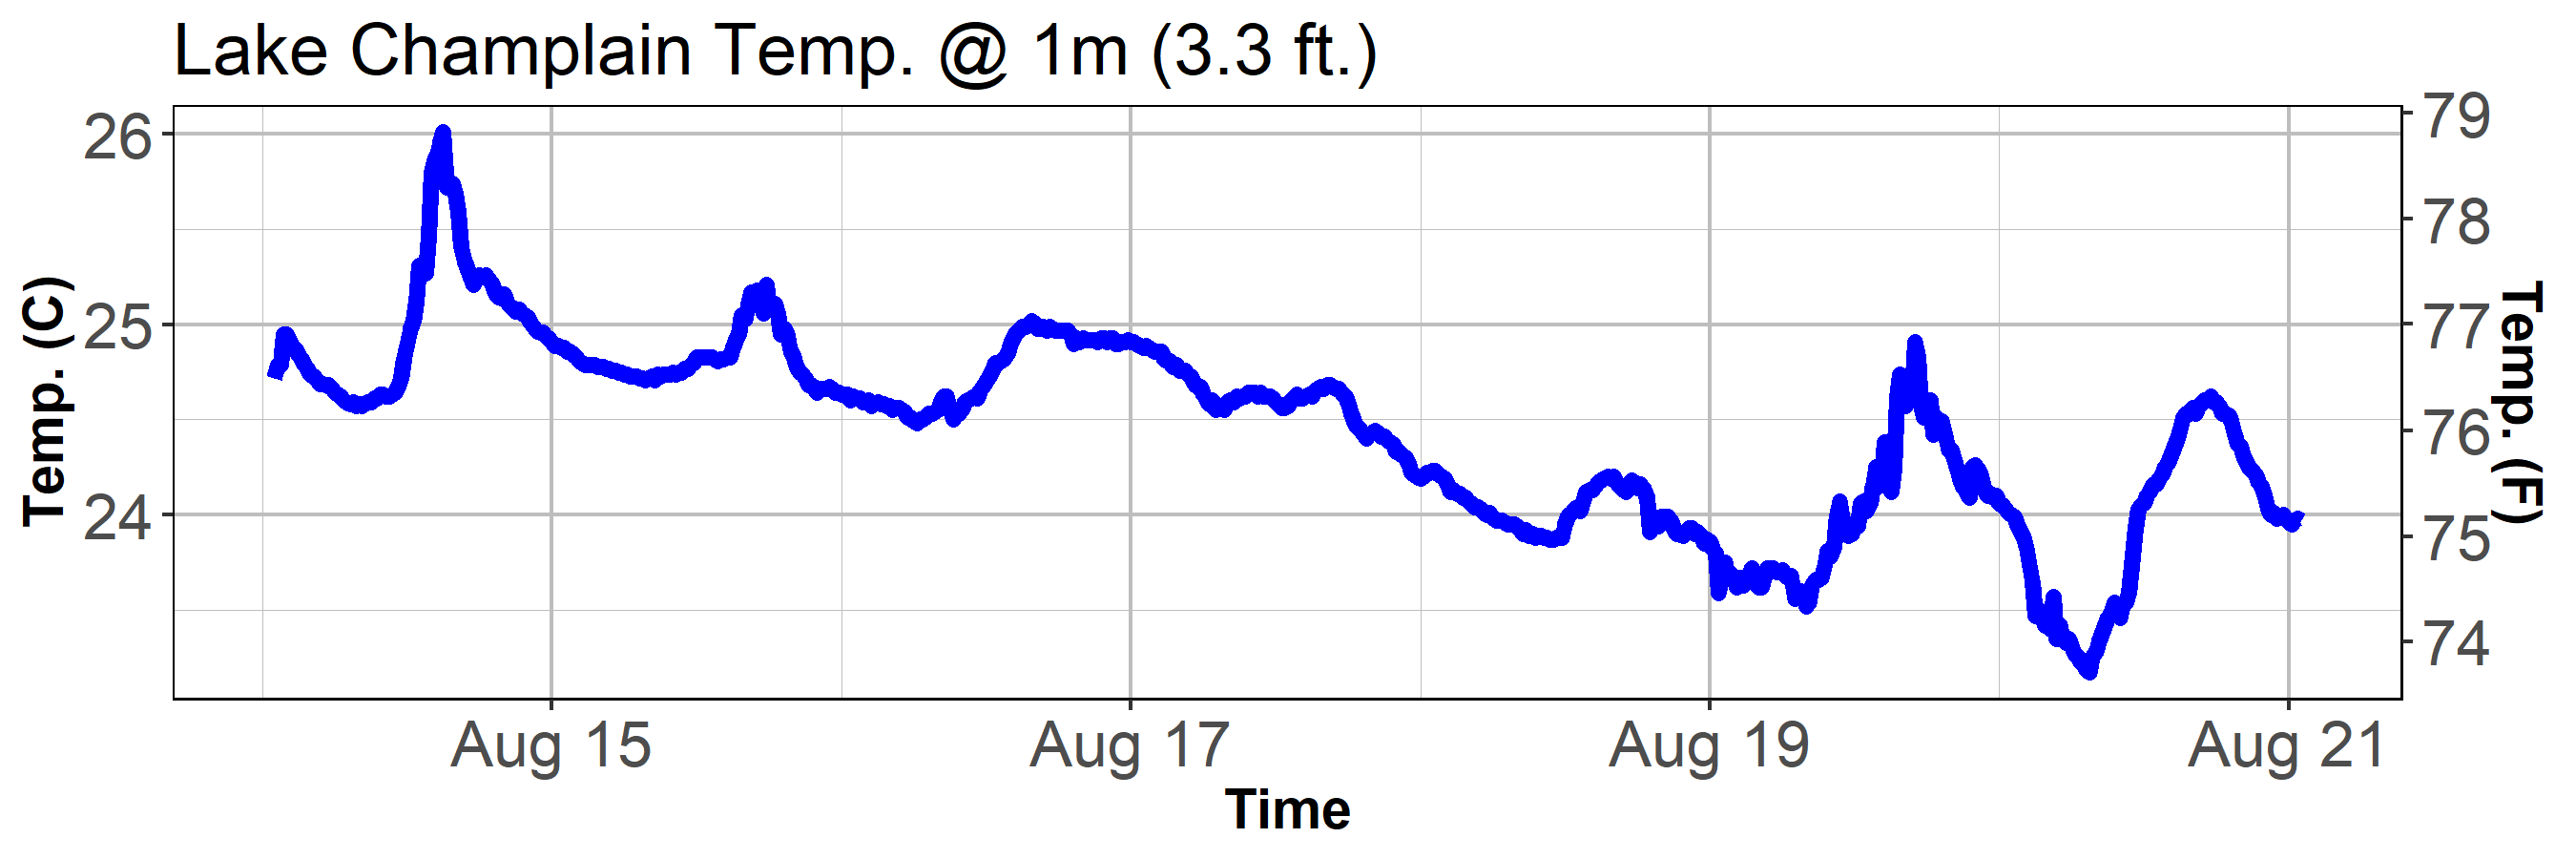 Lake Champlain Temp. @ 1m (3.3 ft.)
Temp. (C)
26
25
24
79
78
77
76
75
74
Temp. (F)
Aug 15 Aug 17 Aug 19 Aug 21
Time